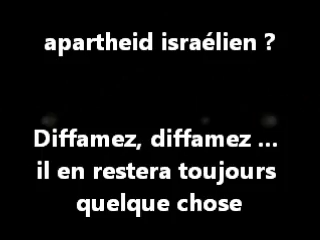 apartheid israélien ?
Diffamez, diffamez ...
il en restera toujours
quelque chose